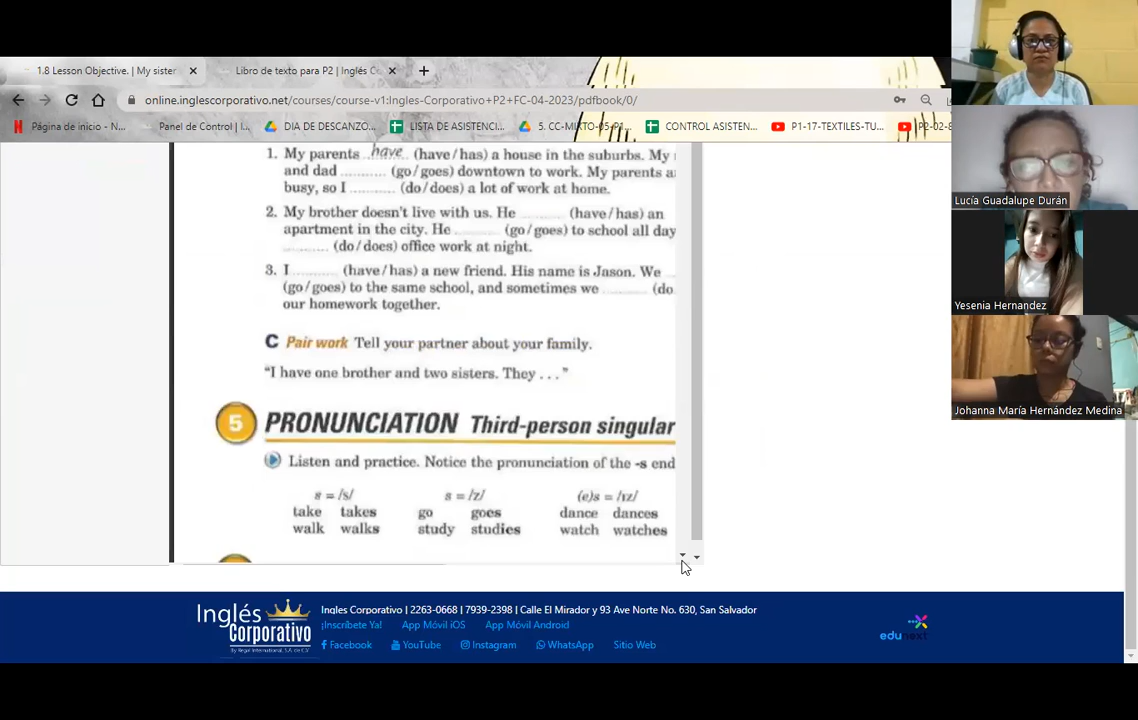 1.8 Lesson Objective. | My sister
Libro de texto para P2 | Inglés C
online.inglescorporativo.net/courses/course-v1:Ingles-Corporativo+P2+FC-04-2023/pdfbook/0/
Página de inicio - N...
Panel de Control | I...
DIA DE DESCANZO...
LISTA DE ASISTENCI...
5. CC-MIXTO-05-P1...
CONTROL ASISTEN...
P1-17-TEXTILES-TU...
1. My parents have (have/has) a house in the suburbs. My
and dad .......... (go/goes) downtown to work. My parents a
busy, so I .......... (do/does) a lot of work at home.
2. My brother doesn't live with us. He .......... (have/has) an
apartment in the city. He .......... (go/goes) to school all day
.......... (do/does) office work at night.
3. I .......... (have/has) a new friend. His name is Jason. We
(go/goes) to the same school, and sometimes we .......... (do
our homework together.
C Pair work Tell your partner about your family.
"I have one brother and two sisters. They . . ."
5 PRONUNCIATION Third-person singular
Listen and practice. Notice the pronunciation of the -s end
s = /s/ s = /z/ (e)s = /ɪz/
take takes go goes dance dances
walk walks study studies watch watches
Inglés Corporativo
By Regal International, S.A. de C.V.
Ingles Corporativo | 2263-0668 | 7939-2398 | Calle El Mirador y 93 Ave Norte No. 630, San Salvador
¡Inscríbete Ya! App Móvil iOS App Móvil Android
Facebook YouTube Instagram WhatsApp Sitio Web
edunext
Lucía Guadalupe Durán
Yesenia Hernandez
Johanna María Hernández Medina